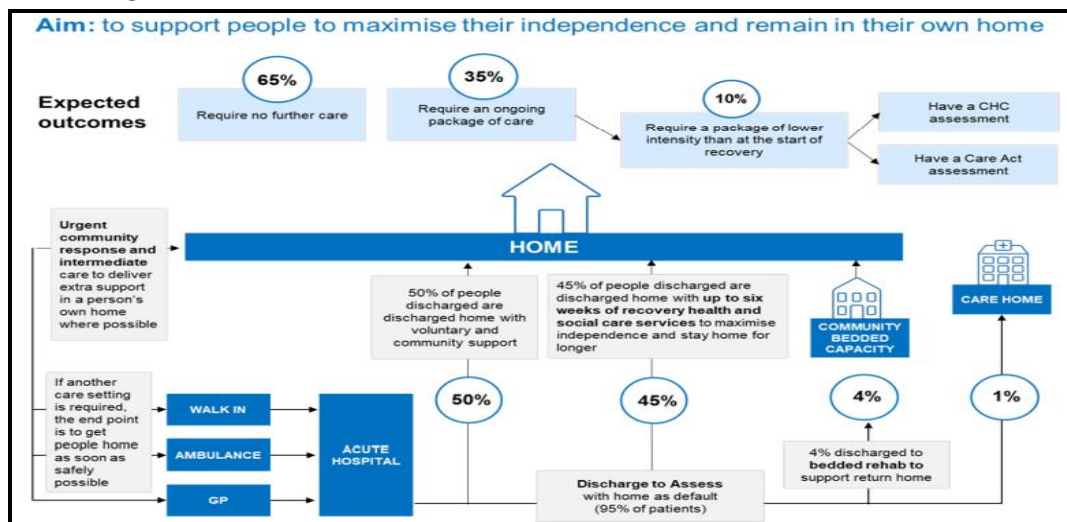 Aim: to support people to maximise their independence and remain in their own home
Expected
outcomes
65%
Require no further care
35%
Require an ongoing
package of care
10%
Require a package of lower
intensity than at the start of
recovery
Have a CHC
assessment
Have a Care Act
assessment
Urgent
community
response and
intermediate
care to deliver
extra support
in a person's
own home
where possible
HOME
50% of people
discharged are
discharged home with
voluntary and
community support
45% of people discharged are
discharged home with up to six
weeks of recovery health and
social care services to maximise
independence and stay home for
longer
COMMUNITY
BEDDED
CAPACITY
CARE HOME
If another
care setting
is required,
the end point
is to get
people home
as soon as
safely
possible
WALK IN
AMBULANCE
GP
ACUTE
HOSPITAL
50%
45%
4%
1%
Discharge to Assess
with home as default
(95% of patients)
4% discharged to
bedded rehab to
support return home